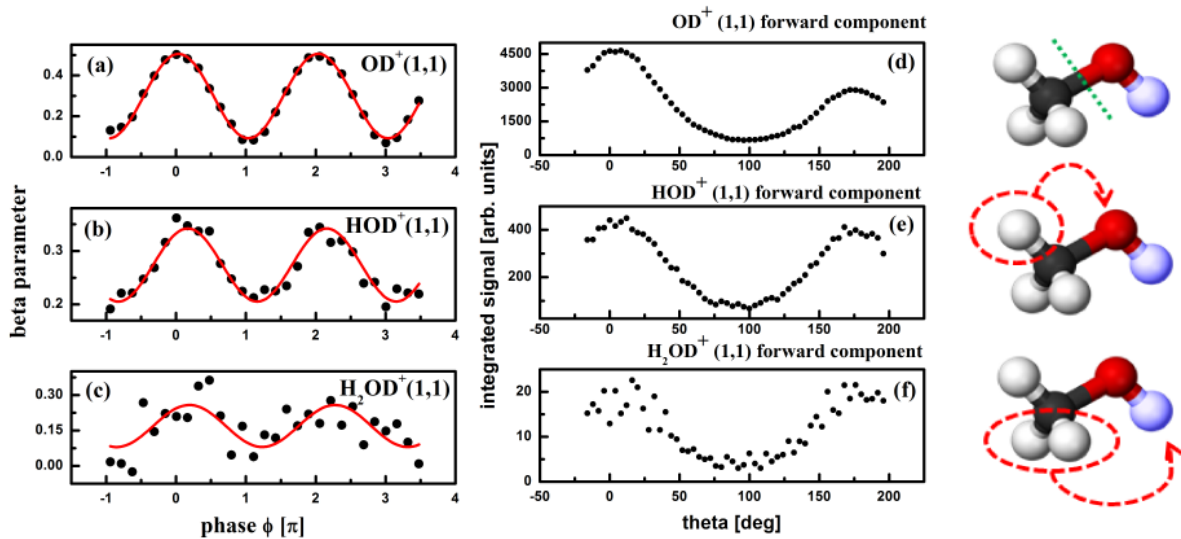 OD⁺ (1,1) forward component
(a)
OD⁺(1,1)
0.4
0.2
0.0
-1 0 1 2 3 4
(b)
HOD⁺(1,1)
0.3
0.2
-1 0 1 2 3 4
(c)
H₂OD⁺(1,1)
0.30
0.15
0.00
-1 0 1 2 3 4
beta parameter
phase ϕ [π]
(d)
4500
3000
1500
0
-50 0 50 100 150 200 250
HOD⁺ (1,1) forward component
(e)
400
200
-50 0 50 100 150 200 250
H₂OD⁺ (1,1) forward component
(f)
20
10
0
-50 0 50 100 150 200 250
integrated signal [arb. units]
theta [deg]